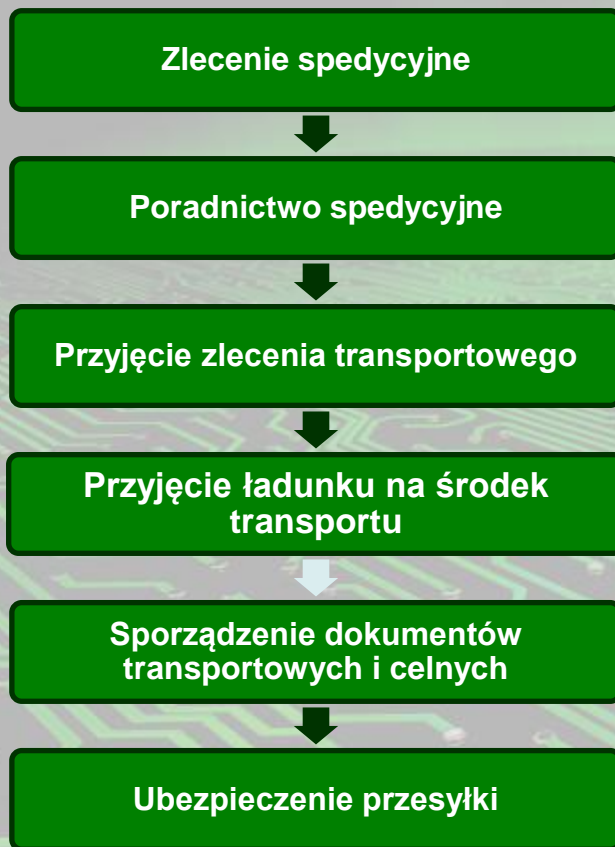 Zlecenie spedycyjne
Poradnictwo spedycyjne
Przyjęcie zlecenia transportowego
Przyjęcie ładunku na środek
transportu
Sporządzenie dokumentów
transportowych i celnych
Ubezpieczenie przesyłki